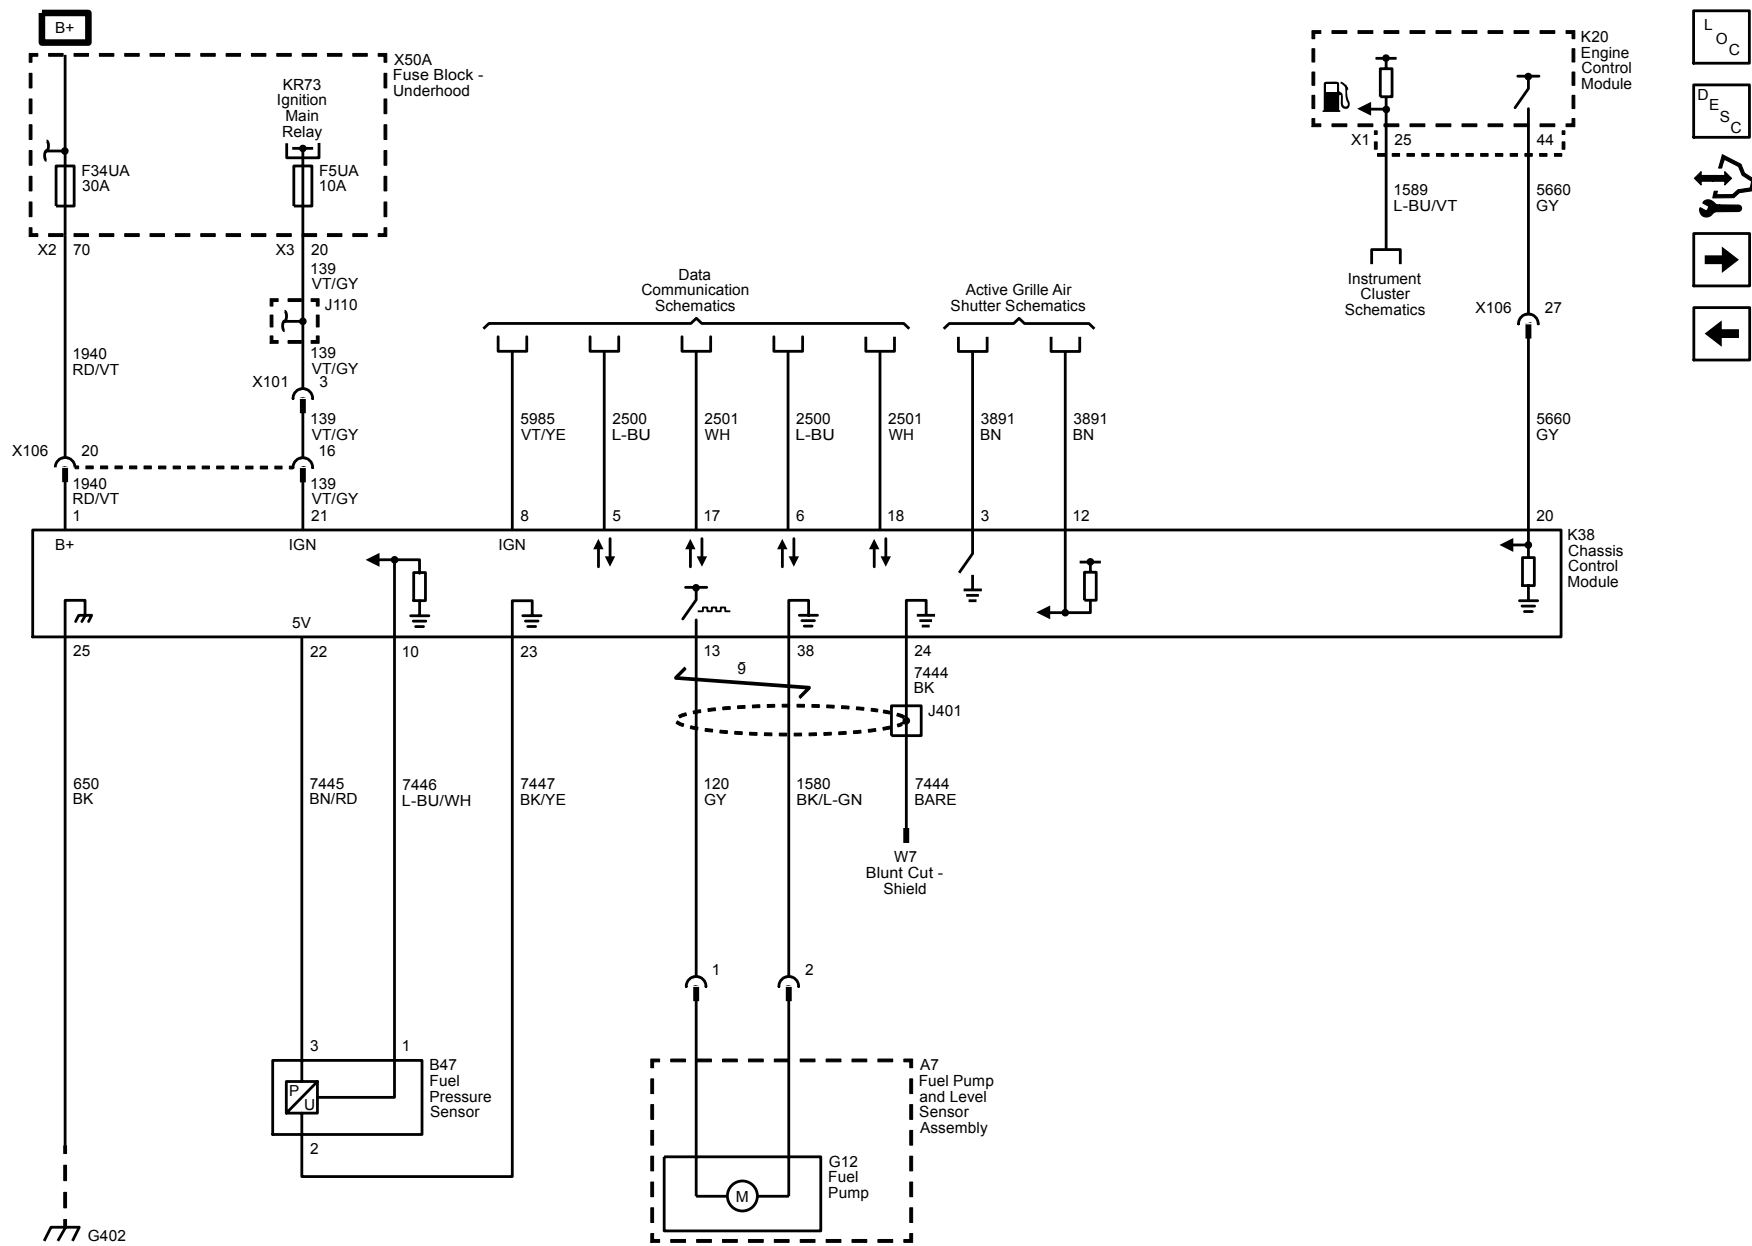 B+
X50A
Fuse Block -
Underhood
KR73
Ignition
Main
Relay
F34UA
30A
F5UA
10A
X2 70
X3 20
139
VT/GY
J110
1940
RD/VT
139
VT/GY
X101 3
139
VT/GY
X106 20
16
1940
RD/VT
139
VT/GY
Data
Communication
Schematics
Active Grille Air
Shutter Schematics
5985
VT/YE
2500
L-BU
2501
WH
2500
L-BU
2501
WH
3891
BN
3891
BN
K20
Engine
Control
Module
X1 25 44
1589
L-BU/VT
5660
GY
Instrument
Cluster
Schematics
X106 27
5660
GY
L
O
C
D
E
S
C
1 21 8 5 17 6 18 3 12 20
B+ IGN IGN
K38
Chassis
Control
Module
5V
25 22 10 23 13 38 24
9
7444
BK
J401
650
BK
7445
BN/RD
7446
L-BU/WH
7447
BK/YE
120
GY
1580
BK/L-GN
7444
BARE
W7
Blunt Cut -
Shield
1 2
3 1
B47
Fuel
Pressure
Sensor
P
U
2
A7
Fuel Pump
and Level
Sensor
Assembly
G12
Fuel
Pump
M
G402